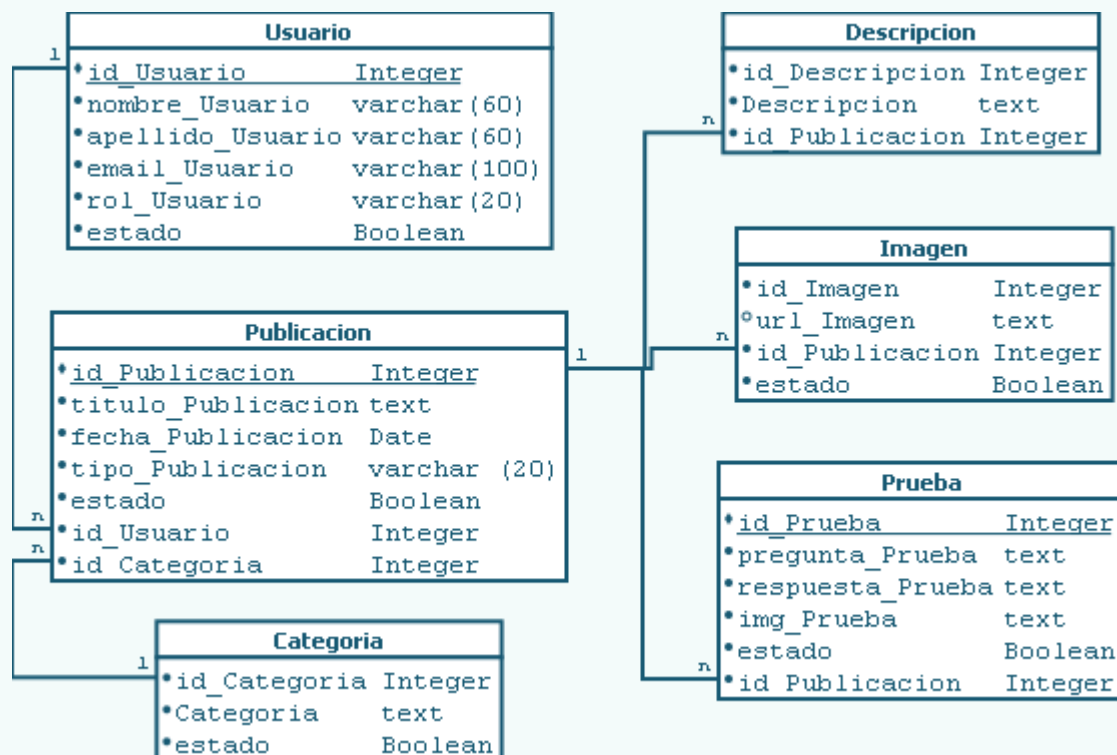 Usuario
1
id_Usuario Integer
nombre_Usuario varchar(60)
apellido_Usuario varchar(60)
email_Usuario varchar(100)
rol_Usuario varchar(20)
estado Boolean
Descripcion
id_Descripcion Integer
Descripcion text
n
id_Publicacion Integer
Imagen
id_Imagen Integer
url_Imagen text
n
id_Publicacion Integer
estado Boolean
Publicacion
1
id_Publicacion Integer
titulo_Publicacion text
fecha_Publicacion Date
tipo_Publicacion varchar (20)
estado Boolean
n
id_Usuario Integer
n
id_Categoria Integer
Prueba
id_Prueba Integer
pregunta_Prueba text
respuesta_Prueba text
img_Prueba text
estado Boolean
n
id_Publicacion Integer
Categoria
1
id_Categoria Integer
Categoria text
estado Boolean